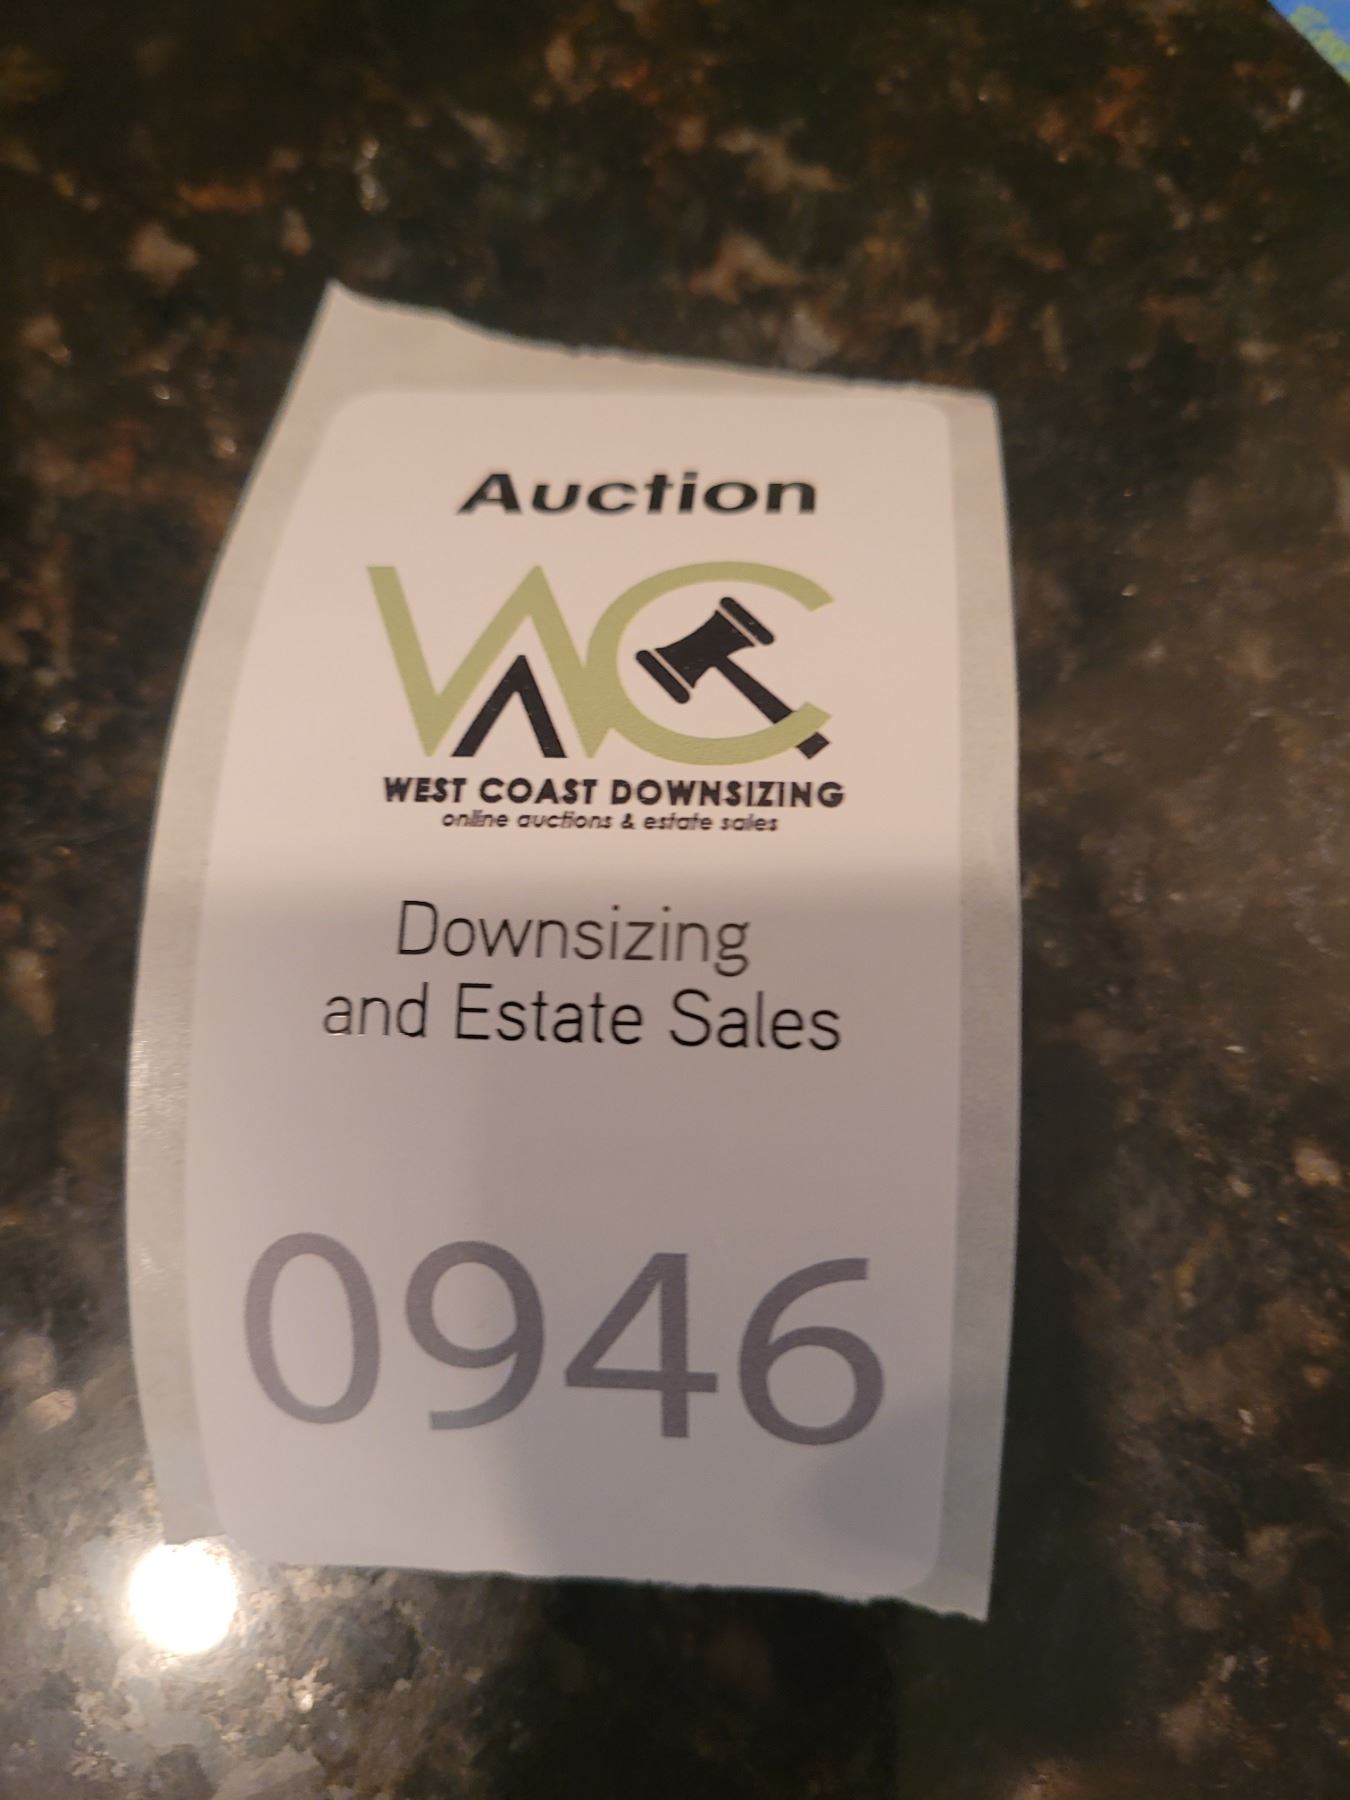 Auction
WC
WEST COAST DOWNSIZING
online auctions & estate sales
Downsizing
and Estate Sales
0946